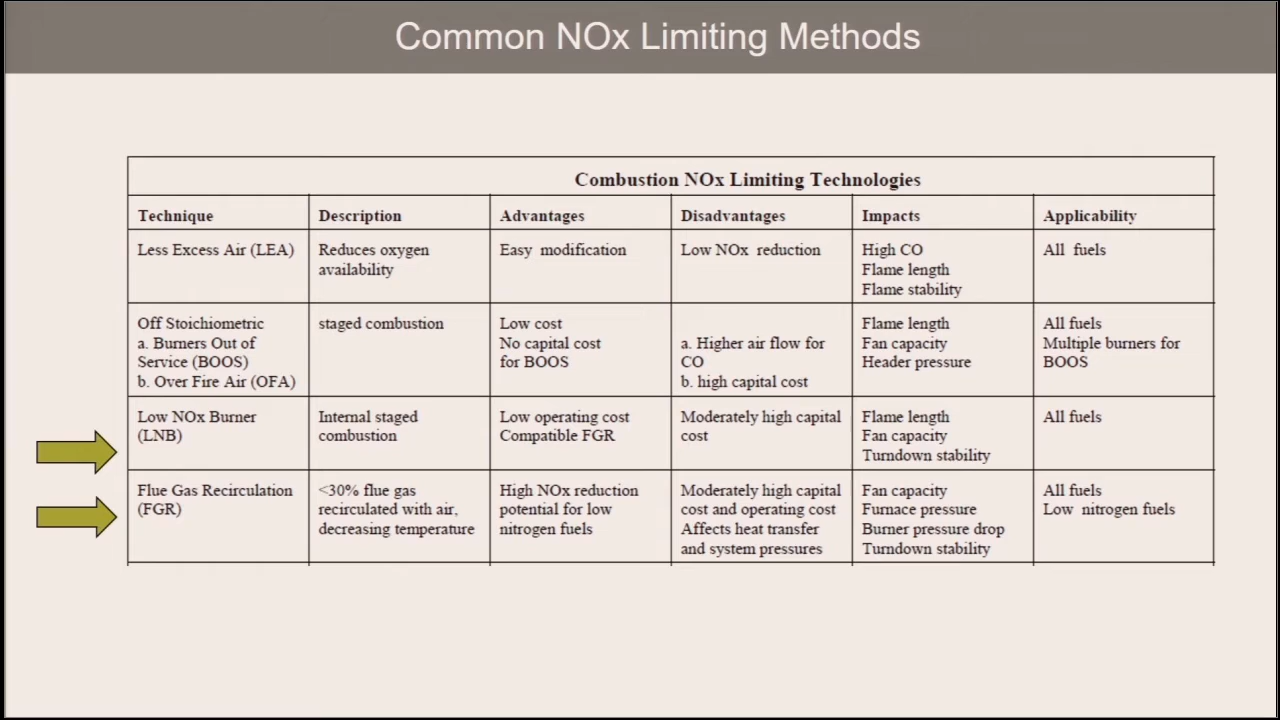 Common NOx Limiting Methods
Combustion NOx Limiting Technologies
Technique Description Advantages Disadvantages Impacts Applicability
Less Excess Air (LEA)
Reduces oxygen
availability
Easy modification
Low NOx reduction
High CO
Flame length
Flame stability
All fuels
Off Stoichiometric
a. Burners Out of
Service (BOOS)
b. Over Fire Air (OFA)
staged combustion
Low cost
No capital cost
for BOOS
a. Higher air flow for
CO
b. high capital cost
Flame length
Fan capacity
Header pressure
All fuels
Multiple burners for
BOOS
Low NOx Burner
(LNB)
Internal staged
combustion
Low operating cost
Compatible FGR
Moderately high capital
cost
Flame length
Fan capacity
Turndown stability
All fuels
Flue Gas Recirculation
(FGR)
<30% flue gas
recirculated with air,
decreasing temperature
High NOx reduction
potential for low
nitrogen fuels
Moderately high capital
cost and operating cost
Affects heat transfer
and system pressures
Fan capacity
Furnace pressure
Burner pressure drop
Turndown stability
All fuels
Low nitrogen fuels